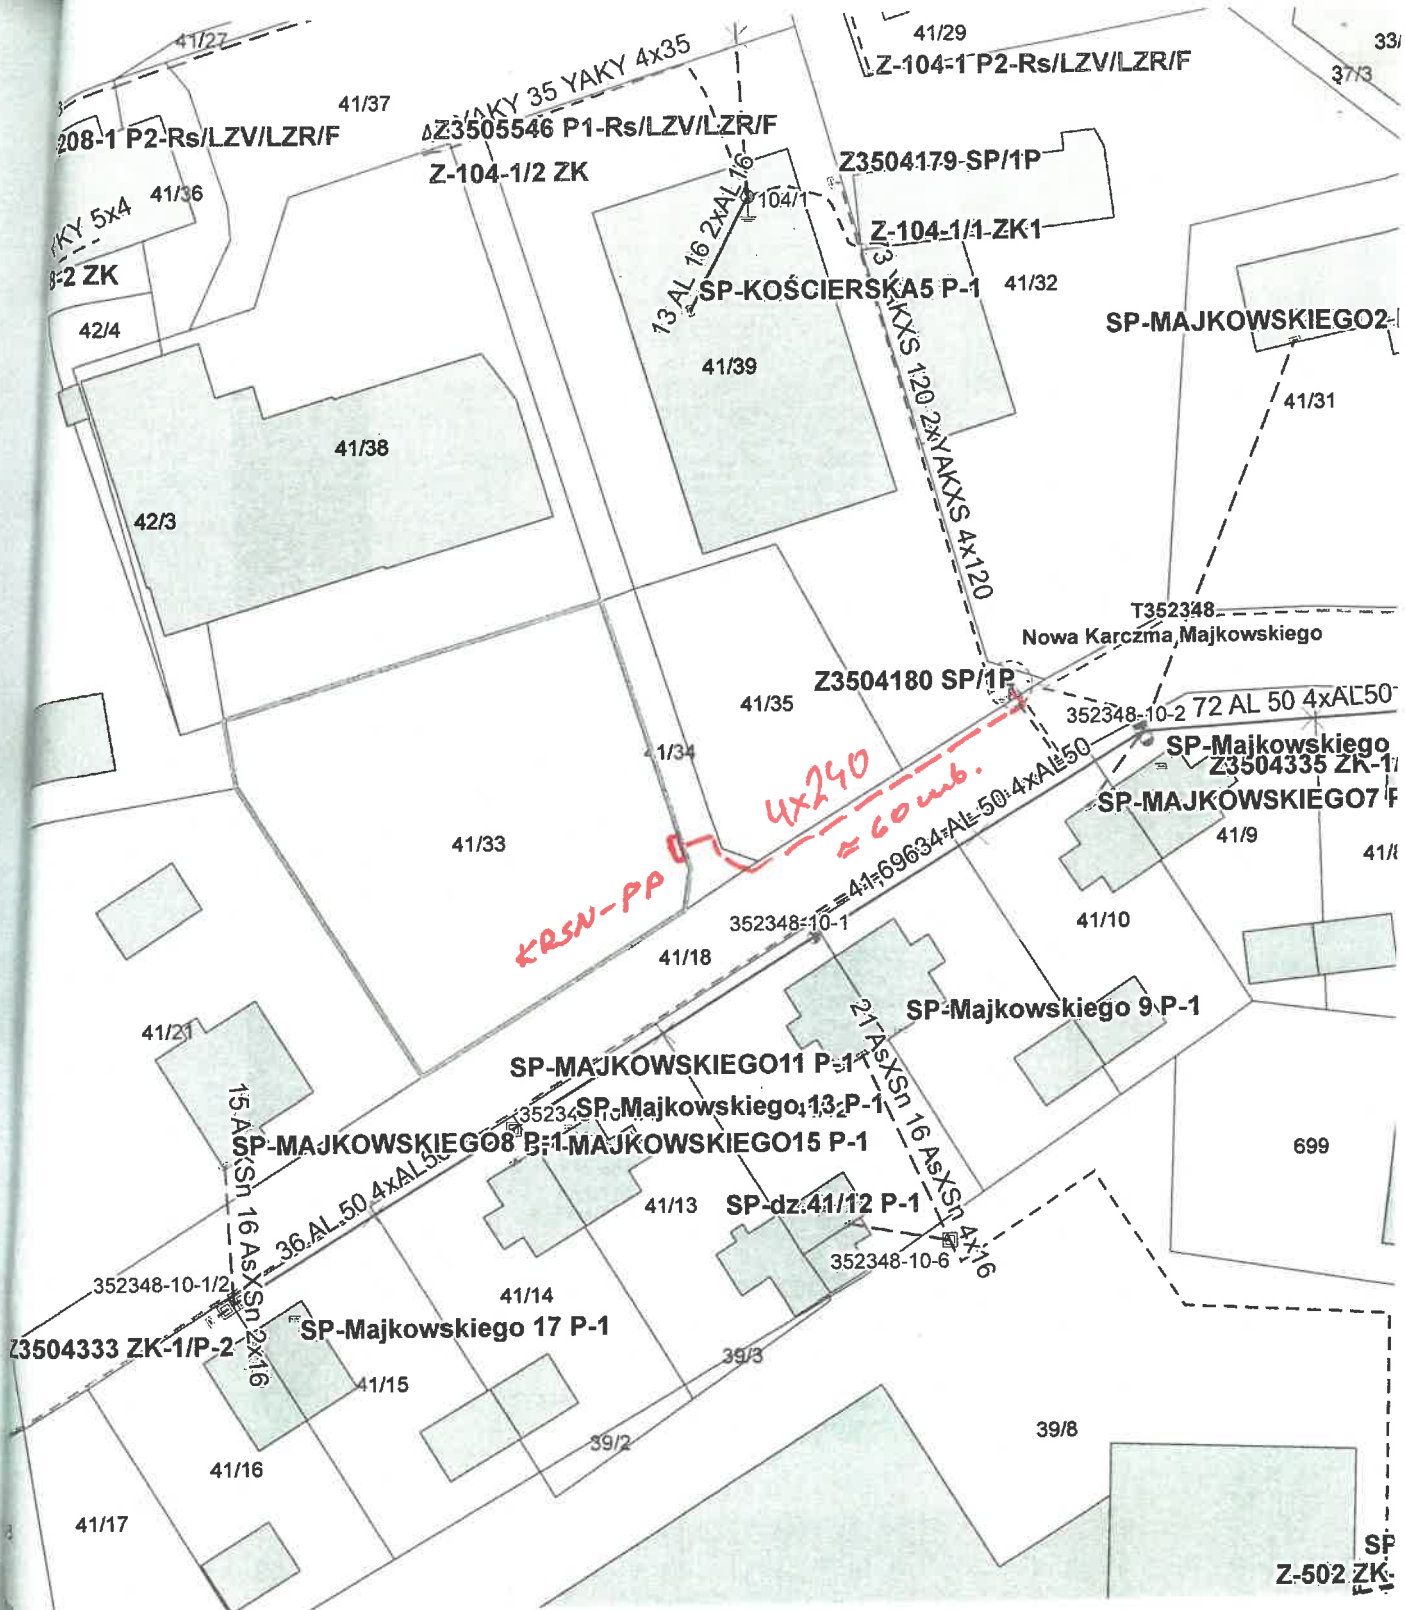 41/27
41/29
33/
Z-104-1 P2-Rs/LZV/LZR/F
37/3
YAKY 35 YAKY 4x35
41/37
208-1 P2-Rs/LZV/LZR/F
Z3505546 P1-Rs/LZV/LZR/F
Z-104-1/2 ZK
Z3504179 SP/1P
41/36
104/1
KY 5x4
Z-104-1/1 ZK1
8-2 ZK
13 AL 16 2xAL 16
SP-KOŚCIERSKA5 P-1
41/32
42/4
SP-MAJKOWSKIEGO2-
41/39
YAKXS 120 2xYAKXS 4x120
41/31
41/38
42/3
T352348
Nowa Karczma Majkowskiego
Z3504180 SP/1P
41/35
352348-10-2
72 AL 50 4xAL50
SP-Majkowskiego
41/34
Z3504335 ZK-1/
4x240
≈ 60 mb.
SP-MAJKOWSKIEGO7 P
41/33
41/9
41/8
41-69634-AL-50-4xAL50
KRSN-PP
352348-10-1
41/10
41/18
SP-Majkowskiego 9 P-1
41/21
21 AsXSn 16 AsXSn 4x16
SP-MAJKOWSKIEGO11 P-1
SP-Majkowskiego 13 P-1
SP-MAJKOWSKIEGO8 P-1
MAJKOWSKIEGO15 P-1
15 AsXSn 16 AsXSn 2x16
699
36 AL 50 4xAL50
41/13
SP-dz.41/12 P-1
352348-10-6
352348-10-1/2
41/14
Z3504333 ZK-1/P-2
SP-Majkowskiego 17 P-1
39/3
41/15
39/8
39/2
41/16
41/17
SP
Z-502 ZK-